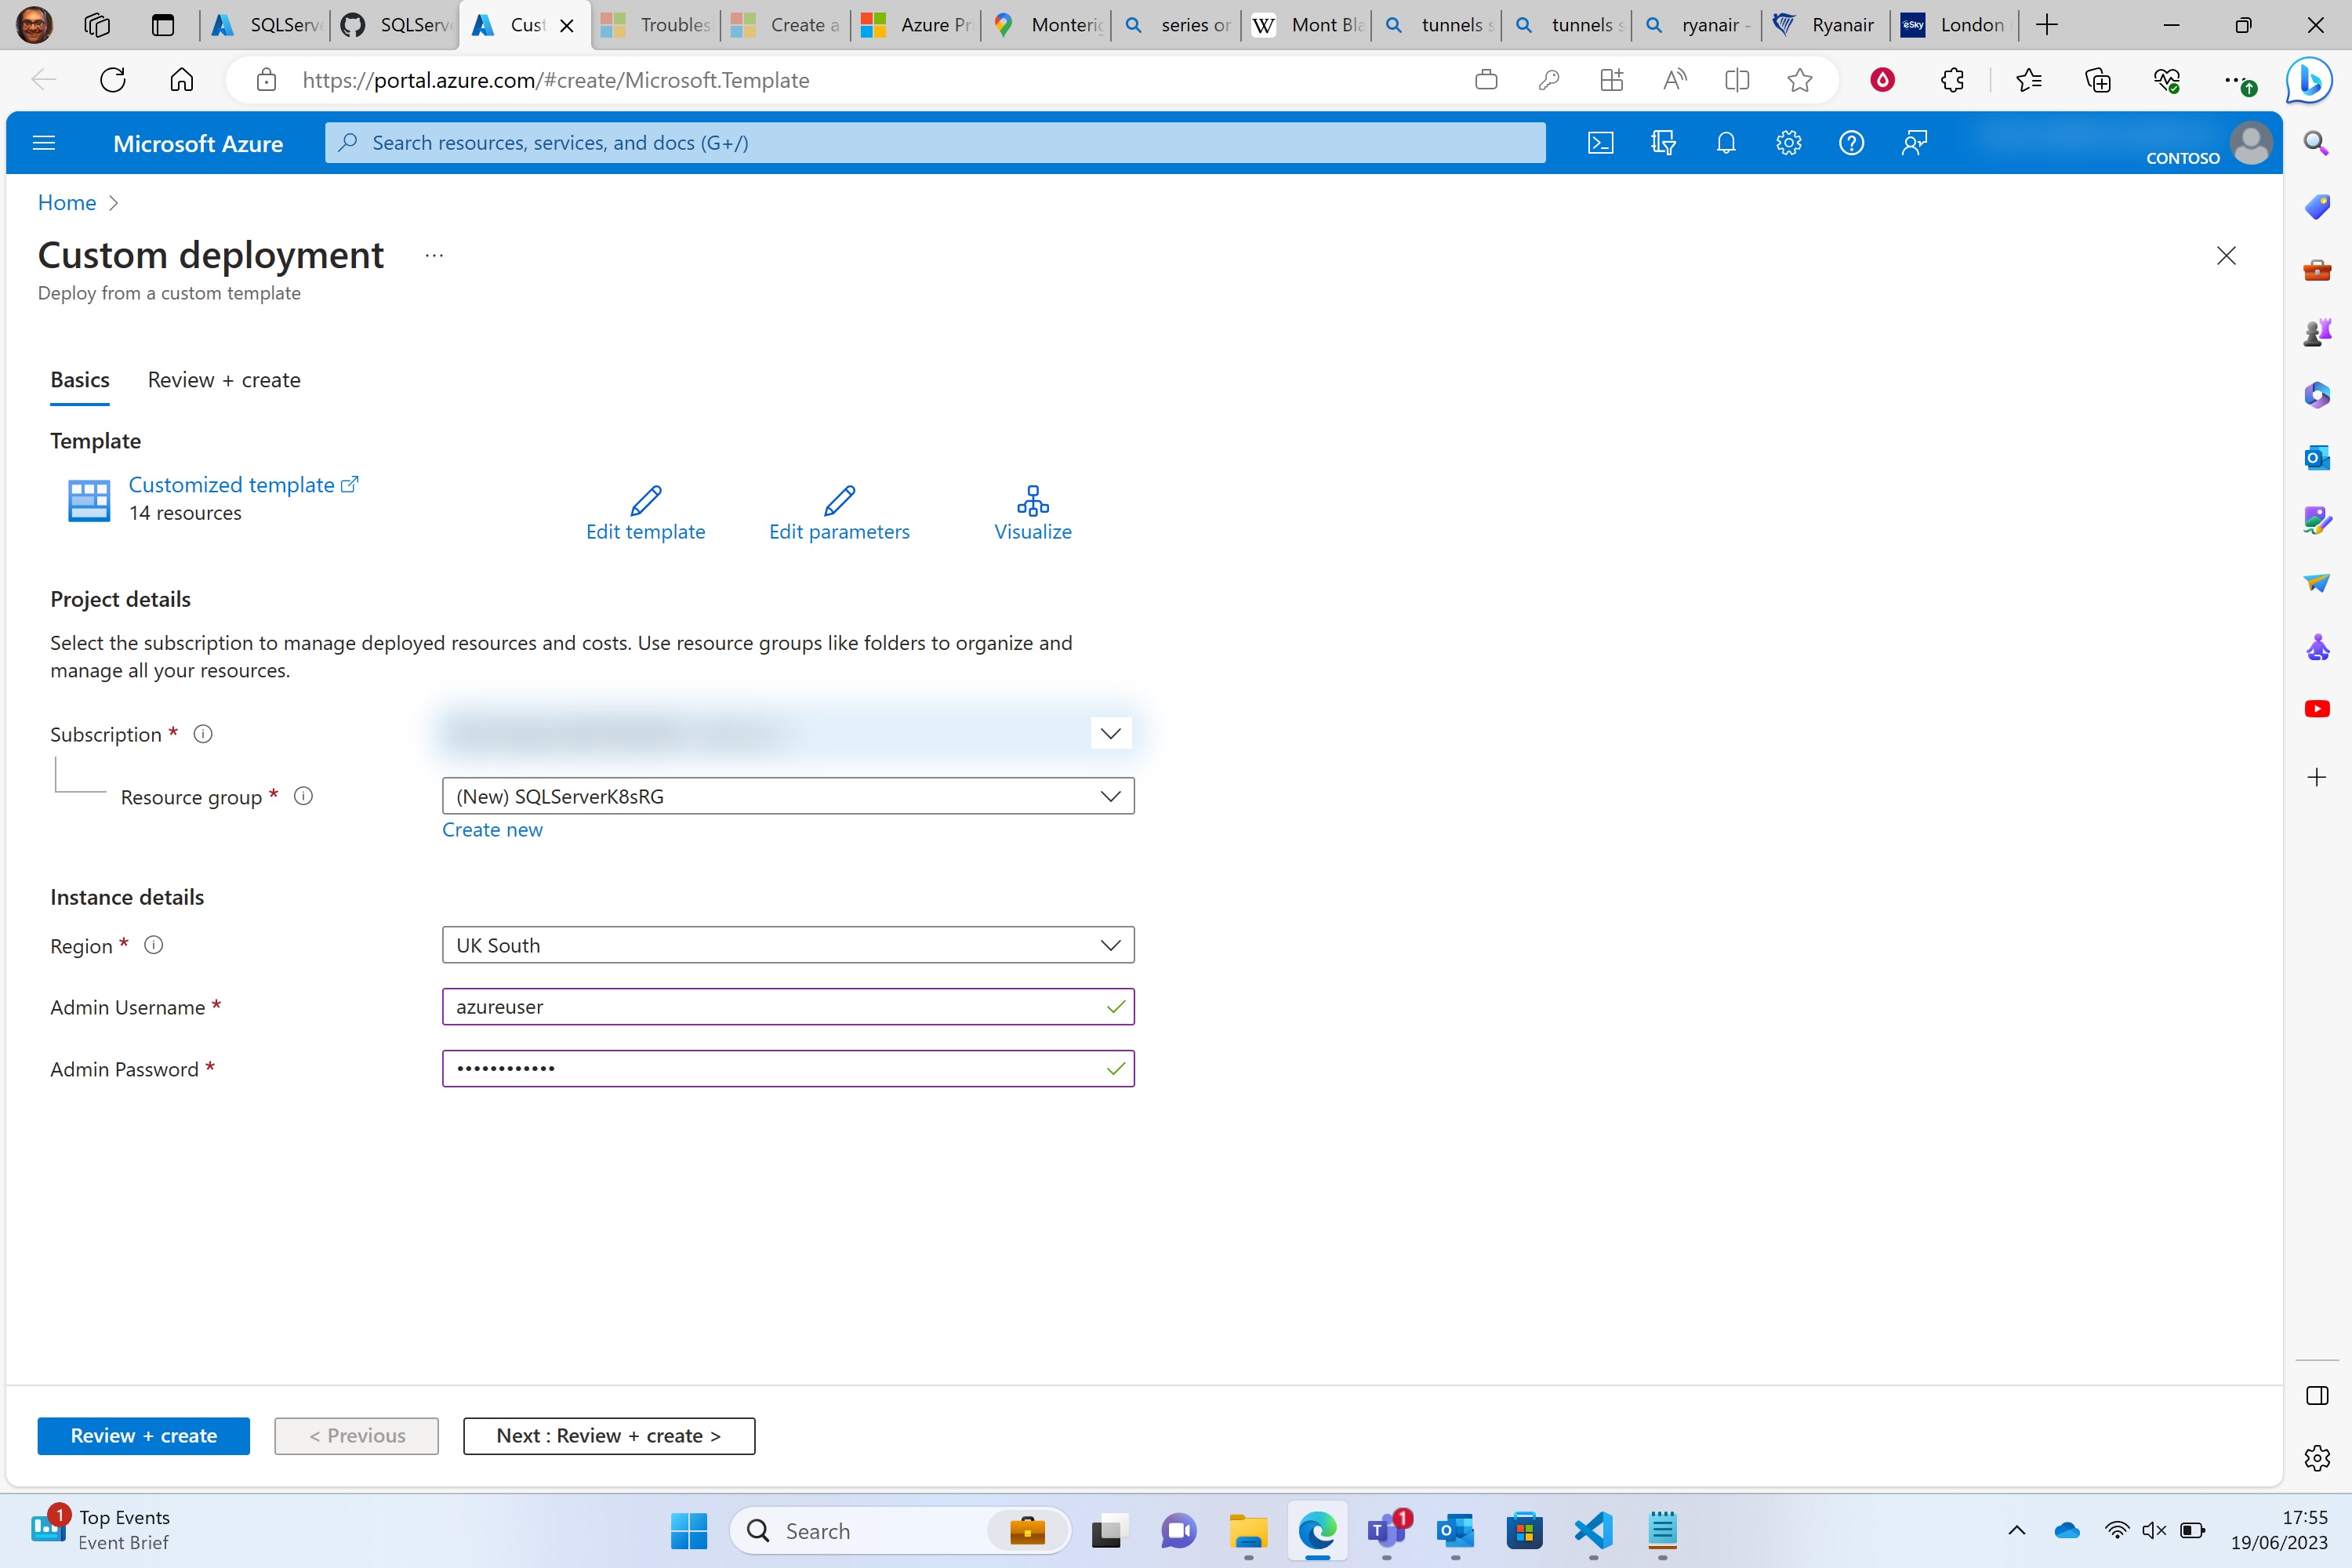 SQLServ
SQLServ
Cust
Troubles
Create a
Azure Pr
Monterig
series or
Mont Bla
tunnels s
tunnels s
ryanair -
Ryanair
eSky
London
https://portal.azure.com/#create/Microsoft.Template
Microsoft Azure
Search resources, services, and docs (G+/)
CONTOSO
Home >
Custom deployment ...
Deploy from a custom template
Basics
Review + create
Template
Customized template
14 resources
Edit template
Edit parameters
Visualize
Project details
Select the subscription to manage deployed resources and costs. Use resource groups like folders to organize and
manage all your resources.
Subscription *
Resource group *
(New) SQLServerK8sRG
Create new
Instance details
Region *
UK South
Admin Username *
azureuser
Admin Password *
••••••••••••
Review + create
< Previous
Next : Review + create >
1
Top Events
Event Brief
Search
1
17:55
19/06/2023